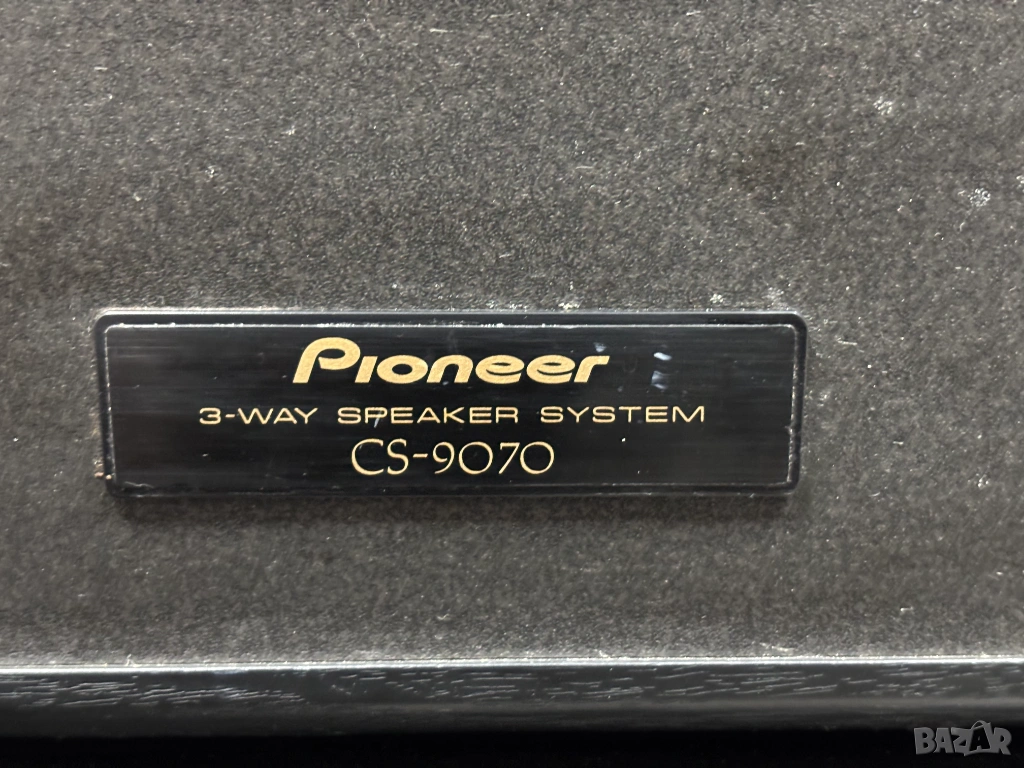 Pioneer
3-WAY SPEAKER SYSTEM
CS-9070
BAZAR